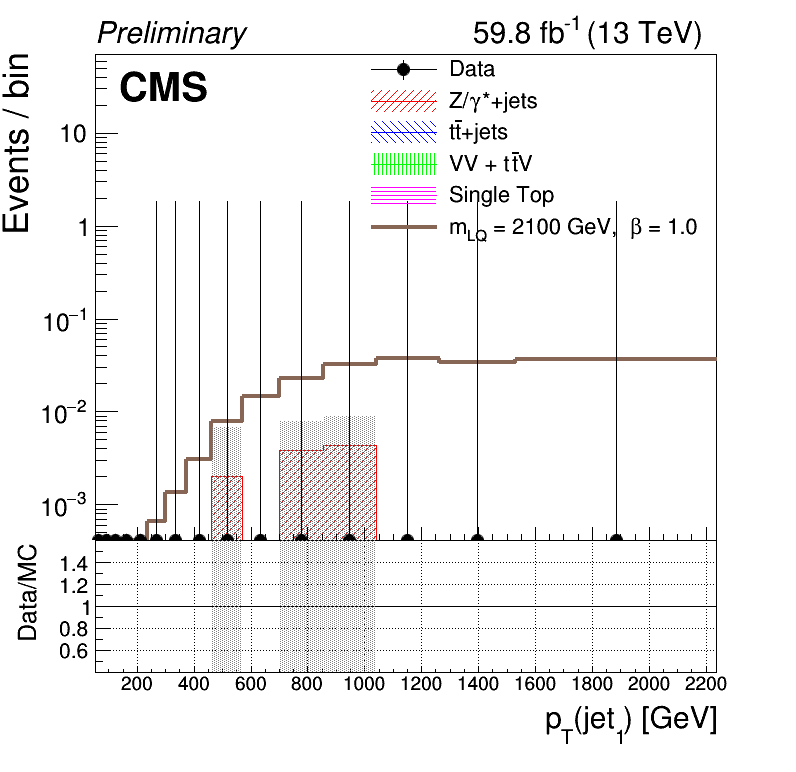 Preliminary 59.8 fb-1 (13 TeV)
CMS
Data
Z/γ*+jets
tt̄+jets
VV + tt̄V
Single Top
mLQ = 2100 GeV, β = 1.0
Events / bin
10
1
10−1
10−2
10−3
Data/MC
1.4
1.2
1
0.8
0.6
200 400 600 800 1000 1200 1400 1600 1800 2000 2200
pT(jet1) [GeV]